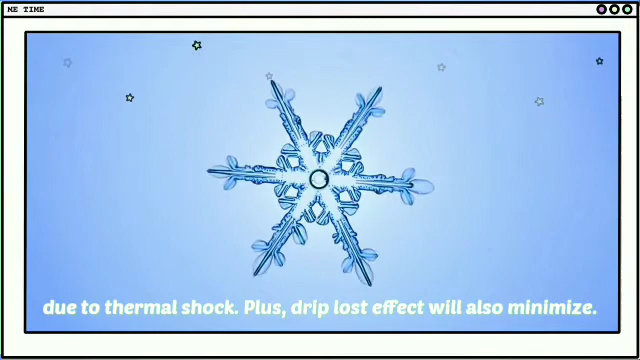 ME TIME
due to thermal shock. Plus, drip lost effect will also minimize.